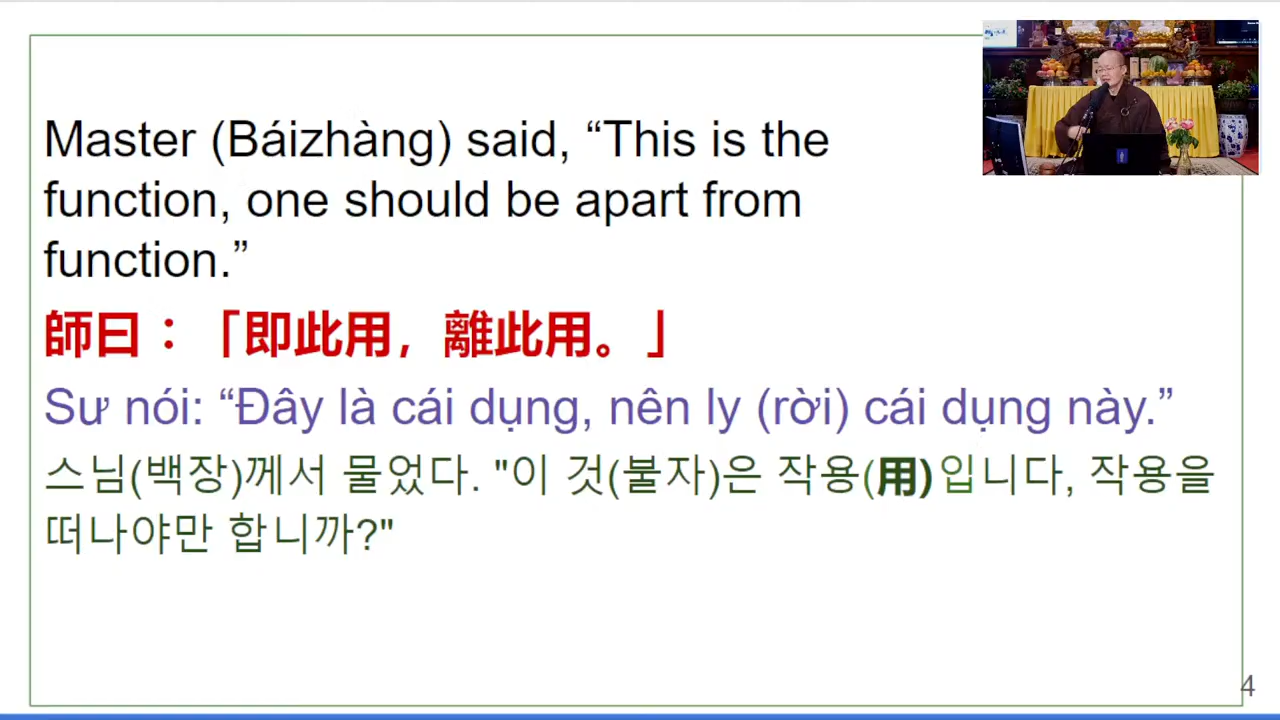 Master (Báizhàng) said, “This is the
function, one should be apart from
function.”
師曰：「即此用，離此用。」
Sư nói: “Đây là cái dụng, nên ly (rời) cái dụng này.”
스님(백장)께서 물었다. "이 것(불자)은 작용(用)입니다, 작용을
떠나야만 합니까?"
4